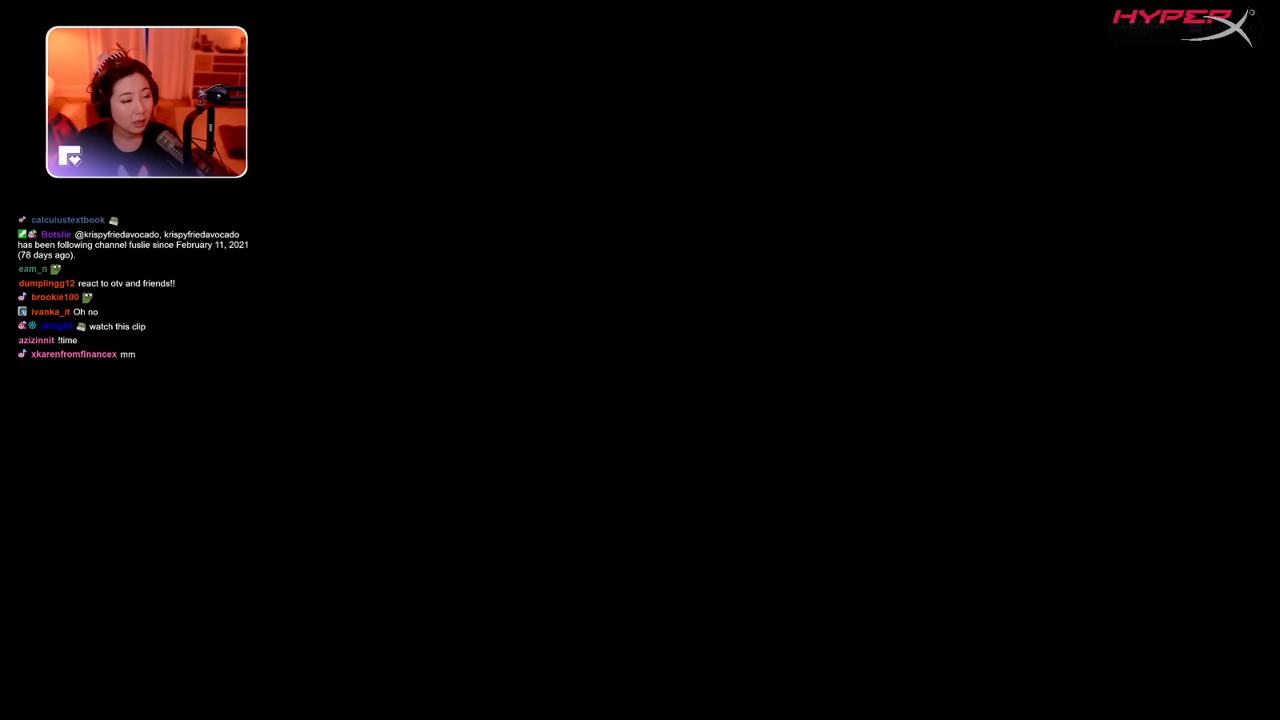 HYPERX
calculustextbook
Botslie @krispyfriedavocado, krispyfriedavocado
has been following channel fuslie since February 11, 2021
(78 days ago).
eam_n
dumplingg12 react to otv and friends!!
brookie100
ivanka_it Oh no
watch this clip
azizinnit !time
xkarenfromfinancex mm